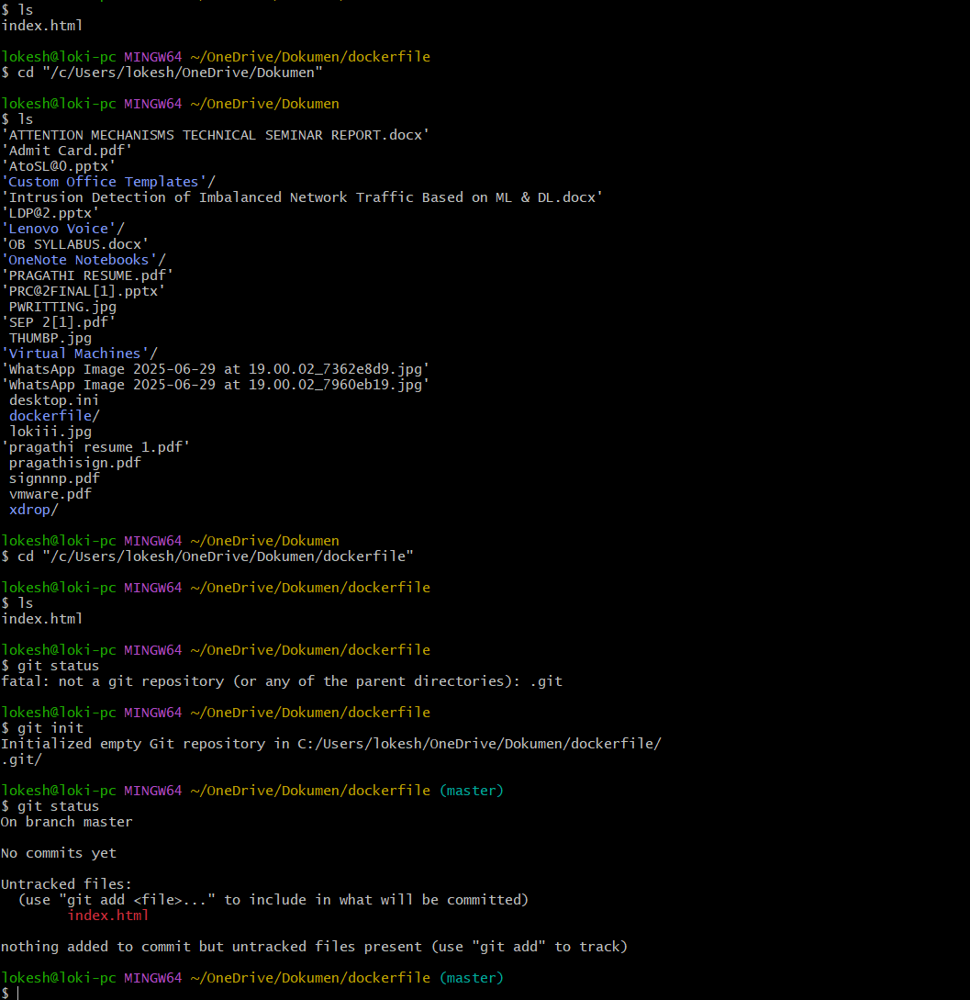 $ ls
index.html
lokesh@loki-pc MINGW64 ~/OneDrive/Dokumen/dockerfile
$ cd "/c/Users/lokesh/OneDrive/Dokumen"
lokesh@loki-pc MINGW64 ~/OneDrive/Dokumen
$ ls
'ATTENTION MECHANISMS TECHNICAL SEMINAR REPORT.docx'
'Admit Card.pdf'
'AtoSL@0.pptx'
'Custom Office Templates'/
'Intrusion Detection of Imbalanced Network Traffic Based on ML & DL.docx'
'LDP@2.pptx'
'Lenovo Voice'/
'OB SYLLABUS.docx'
'OneNote Notebooks'/
'PRAGATHI RESUME.pdf'
'PRC@2FINAL[1].pptx'
PWRITTING.jpg
'SEP 2[1].pdf'
THUMBP.jpg
'Virtual Machines'/
'WhatsApp Image 2025-06-29 at 19.00.02_7362e8d9.jpg'
'WhatsApp Image 2025-06-29 at 19.00.02_7960eb19.jpg'
desktop.ini
dockerfile/
lokiii.jpg
'pragathi resume 1.pdf'
pragathisign.pdf
signnnp.pdf
vmware.pdf
xdrop/
lokesh@loki-pc MINGW64 ~/OneDrive/Dokumen
$ cd "/c/Users/lokesh/OneDrive/Dokumen/dockerfile"
lokesh@loki-pc MINGW64 ~/OneDrive/Dokumen/dockerfile
$ ls
index.html
lokesh@loki-pc MINGW64 ~/OneDrive/Dokumen/dockerfile
$ git status
fatal: not a git repository (or any of the parent directories): .git
lokesh@loki-pc MINGW64 ~/OneDrive/Dokumen/dockerfile
$ git init
Initialized empty Git repository in C:/Users/lokesh/OneDrive/Dokumen/dockerfile/
.git/
lokesh@loki-pc MINGW64 ~/OneDrive/Dokumen/dockerfile (master)
$ git status
On branch master
No commits yet
Untracked files:
(use "git add <file>..." to include in what will be committed)
index.html
nothing added to commit but untracked files present (use "git add" to track)
lokesh@loki-pc MINGW64 ~/OneDrive/Dokumen/dockerfile (master)
$